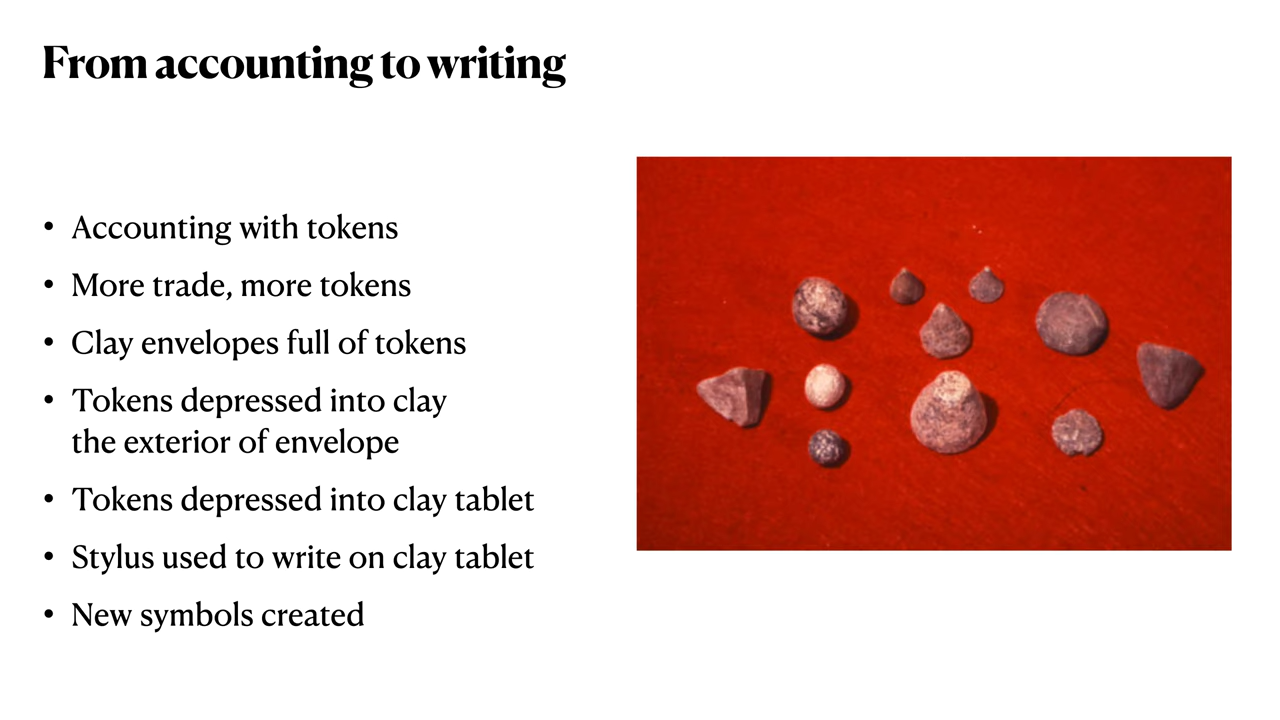 From accounting to writing
• Accounting with tokens
• More trade, more tokens
• Clay envelopes full of tokens
• Tokens depressed into clay
the exterior of envelope
• Tokens depressed into clay tablet
• Stylus used to write on clay tablet
• New symbols created